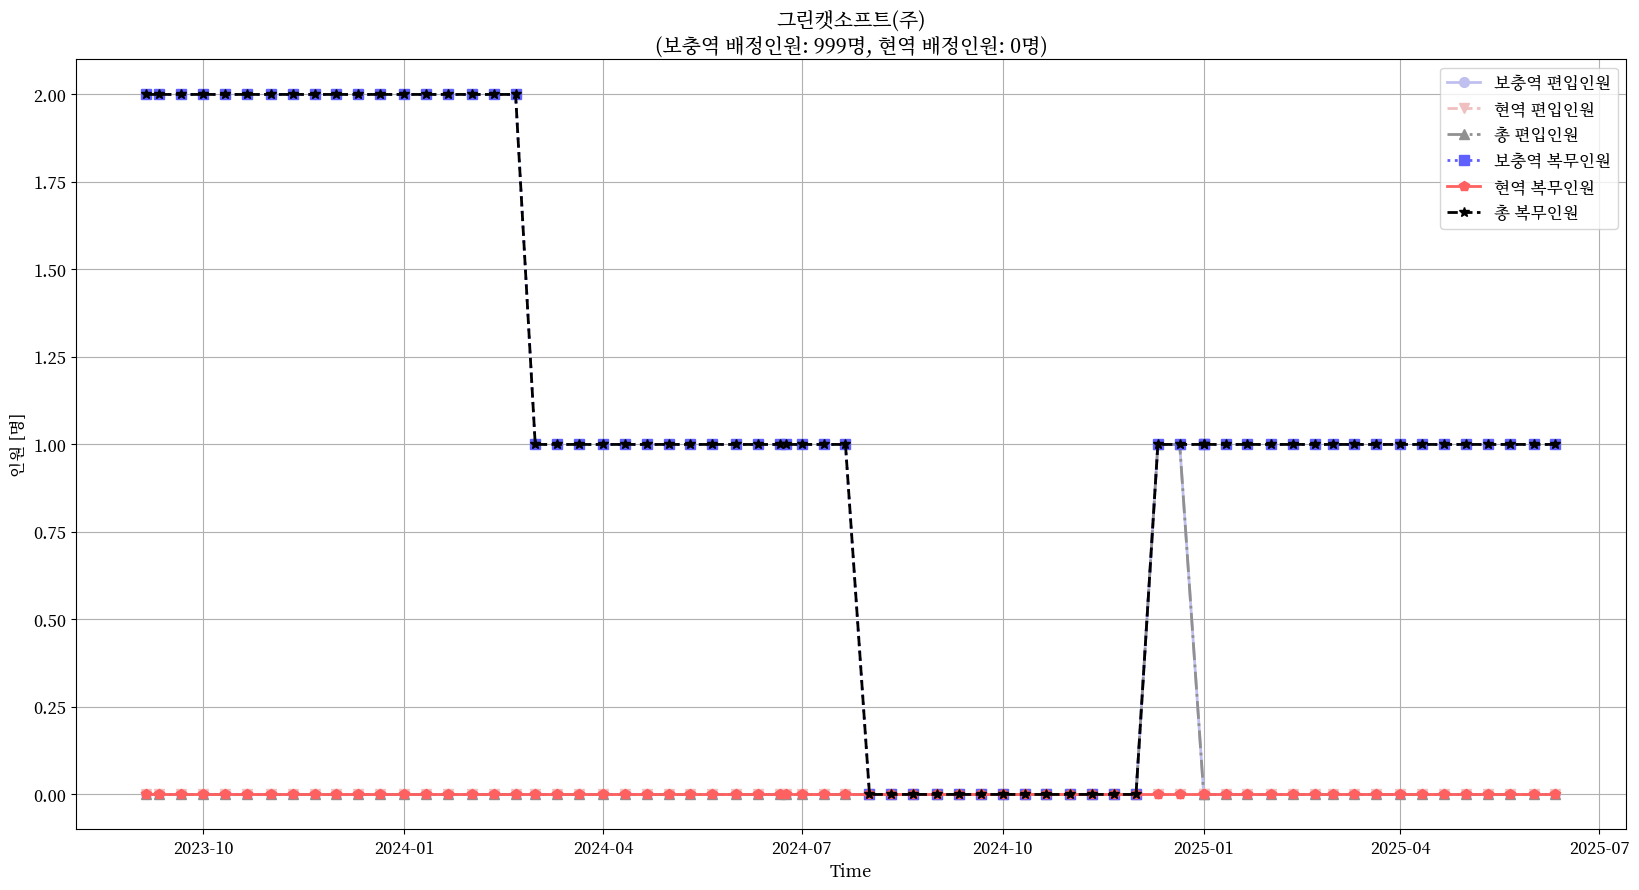 그린캣소프트(주)
(보충역 배정인원: 999명, 현역 배정인원: 0명)
보충역 편입인원
현역 편입인원
총 편입인원
보충역 복무인원
현역 복무인원
총 복무인원
인원 [명]
2.00
1.75
1.50
1.25
1.00
0.75
0.50
0.25
0.00
2023-10
2024-01
2024-04
2024-07
2024-10
2025-01
2025-04
2025-07
Time